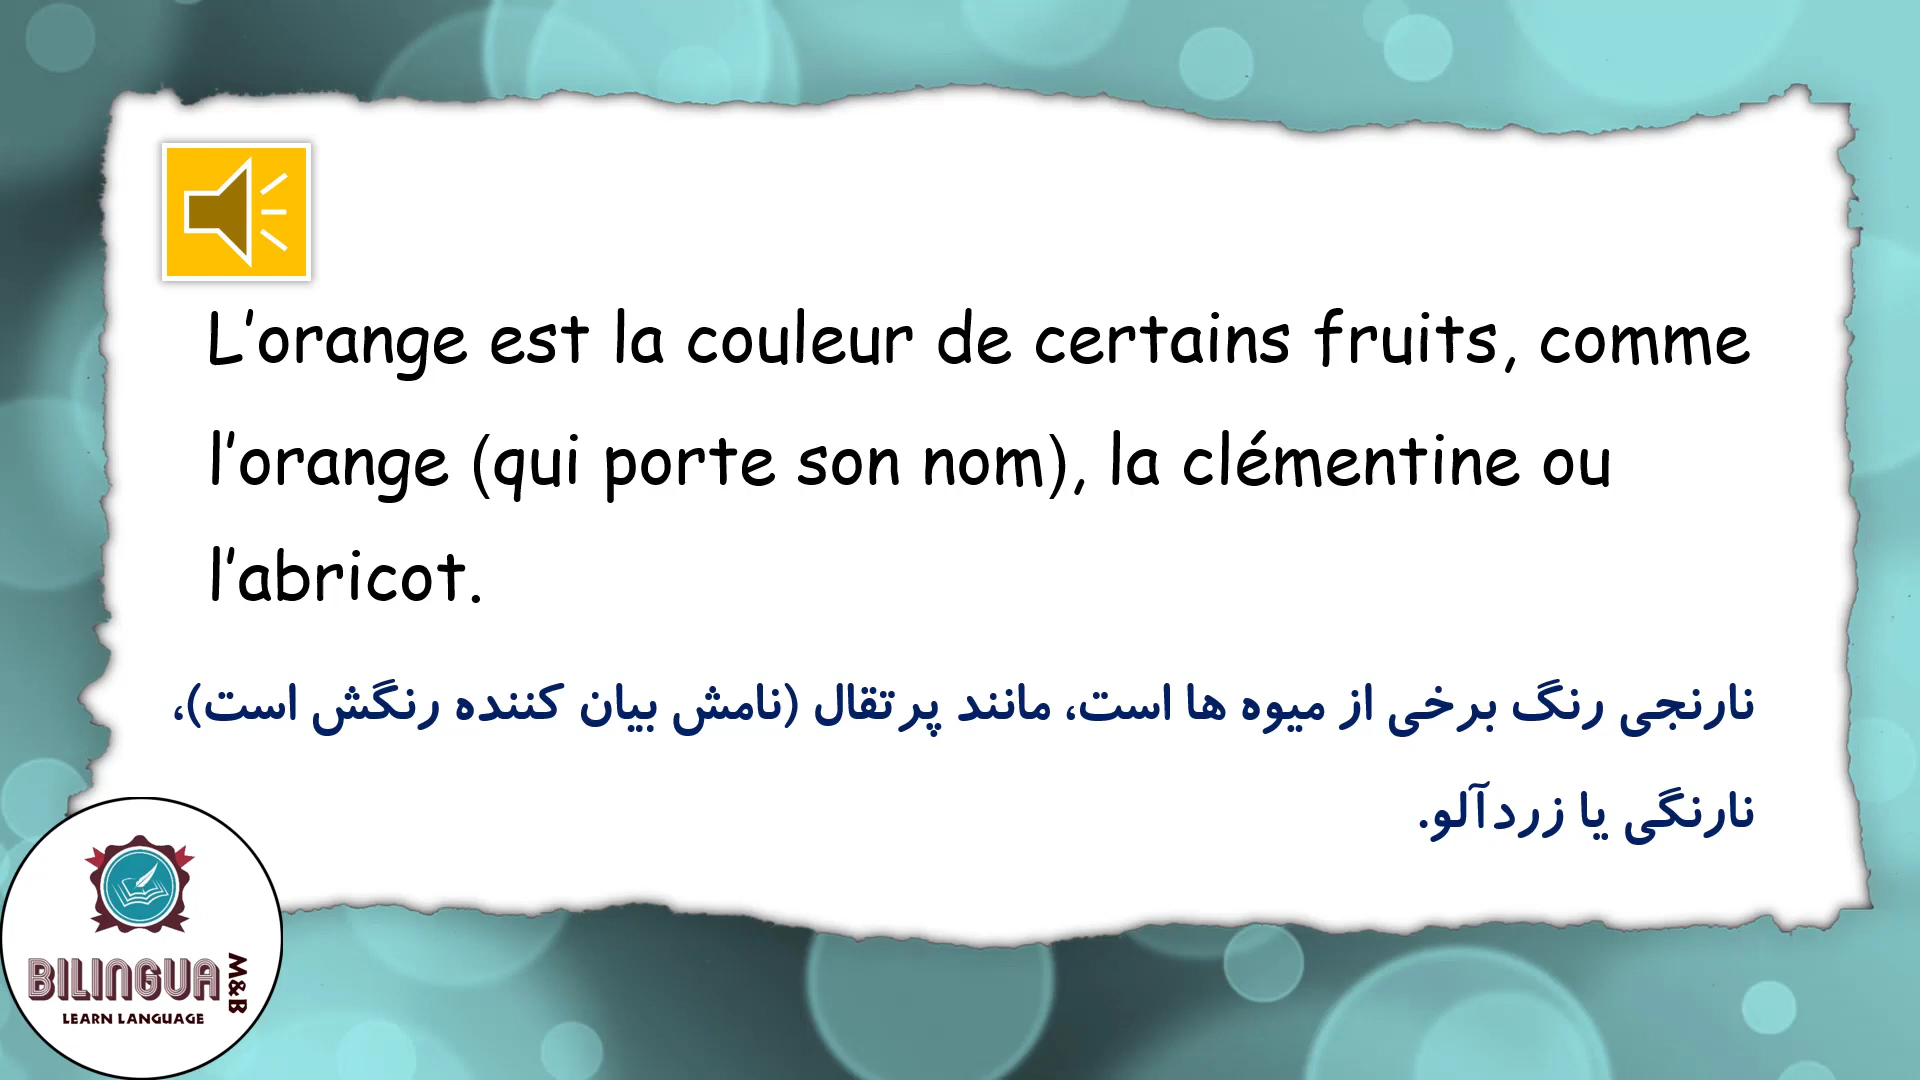 L’orange est la couleur de certains fruits, comme
l’orange (qui porte son nom), la clémentine ou
l’abricot.
نارنجی رنگ برخی از میوه ها است، مانند پرتقال (نامش بیان کننده رنگش است)،
نارنگی یا زردآلو.
BILINGUA
M&B
LEARN LANGUAGE